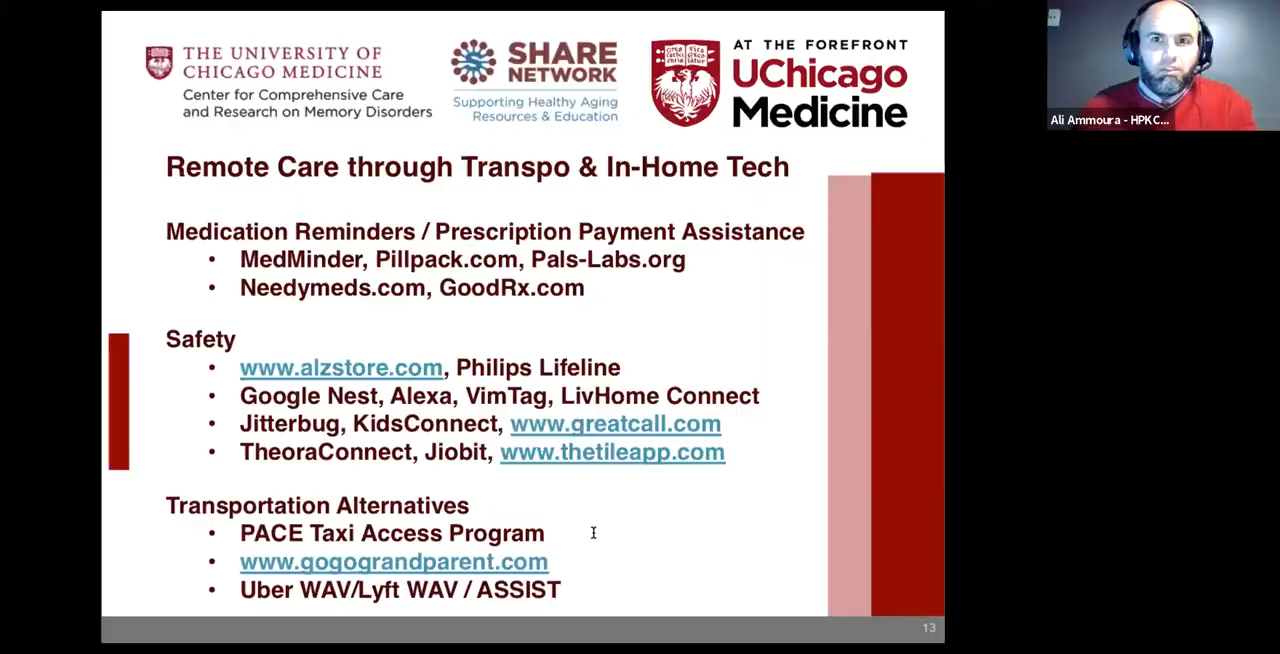 THE UNIVERSITY OF
CHICAGO MEDICINE
Center for Comprehensive Care
and Research on Memory Disorders
SHARE
NETWORK
Supporting Healthy Aging
Resources & Education
AT THE FOREFRONT
UChicago
Medicine
Ali Ammoura - HPKC...
Remote Care through Transpo & In-Home Tech
Medication Reminders / Prescription Payment Assistance
• MedMinder, Pillpack.com, Pals-Labs.org
• Needymeds.com, GoodRx.com
Safety
• www.alzstore.com, Philips Lifeline
• Google Nest, Alexa, VimTag, LivHome Connect
• Jitterbug, KidsConnect, www.greatcall.com
• TheoraConnect, Jiobit, www.thetileapp.com
Transportation Alternatives
• PACE Taxi Access Program
• www.gogograndparent.com
• Uber WAV/Lyft WAV / ASSIST
13